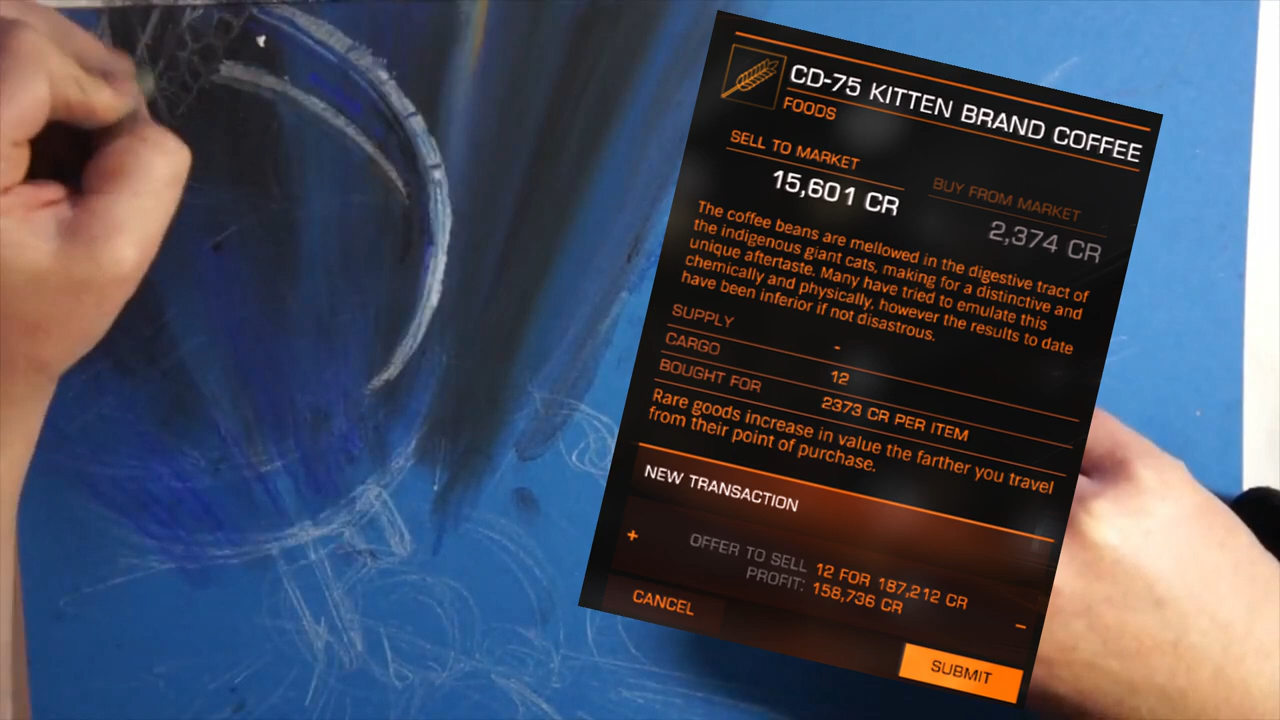 CD-75 KITTEN BRAND COFFEE
FOODS
SELL TO MARKET
15,601 CR
BUY FROM MARKET
2,374 CR
The coffee beans are mellowed in the digestive tract of
the indigenous giant cats, making for a distinctive and
unique aftertaste. Many have tried to emulate this
chemically and physically, however the results to date
have been inferior if not disastrous.
SUPPLY -
CARGO 12
BOUGHT FOR 2373 CR PER ITEM
Rare goods increase in value the farther you travel
from their point of purchase.
NEW TRANSACTION
+ OFFER TO SELL 12 FOR 187,212 CR
PROFIT: 158,736 CR -
CANCEL
SUBMIT